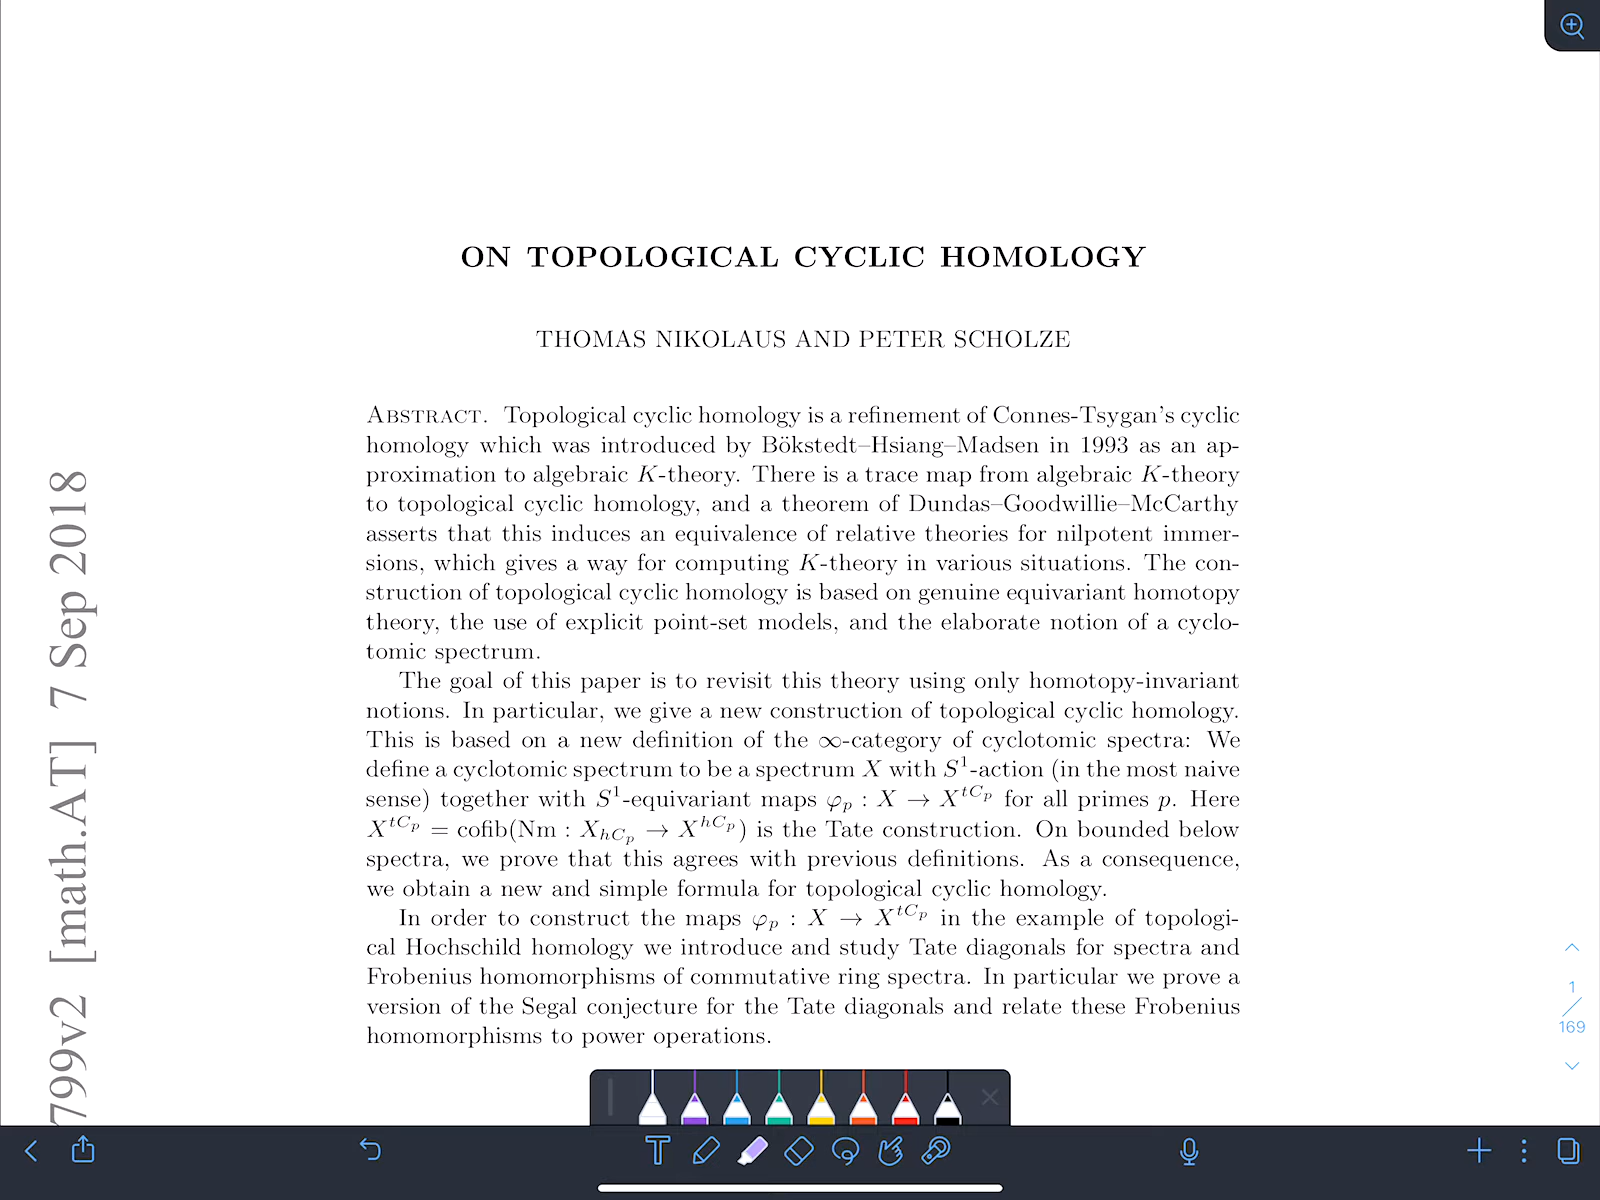 ON TOPOLOGICAL CYCLIC HOMOLOGY
THOMAS NIKOLAUS AND PETER SCHOLZE
ABSTRACT. Topological cyclic homology is a refinement of Connes-Tsygan's cyclic
homology which was introduced by Bökstedt–Hsiang–Madsen in 1993 as an ap-
proximation to algebraic K-theory. There is a trace map from algebraic K-theory
to topological cyclic homology, and a theorem of Dundas–Goodwillie–McCarthy
asserts that this induces an equivalence of relative theories for nilpotent immer-
sions, which gives a way for computing K-theory in various situations. The con-
struction of topological cyclic homology is based on genuine equivariant homotopy
theory, the use of explicit point-set models, and the elaborate notion of a cyclo-
tomic spectrum.
The goal of this paper is to revisit this theory using only homotopy-invariant
notions. In particular, we give a new construction of topological cyclic homology.
This is based on a new definition of the ∞-category of cyclotomic spectra: We
define a cyclotomic spectrum to be a spectrum X with S^1-action (in the most naive
sense) together with S^1-equivariant maps φ_p : X → X^{tC_p} for all primes p. Here
X^{tC_p} = cofib(Nm : X_{hC_p} → X^{hC_p}) is the Tate construction. On bounded below
spectra, we prove that this agrees with previous definitions. As a consequence,
we obtain a new and simple formula for topological cyclic homology.
In order to construct the maps φ_p : X → X^{tC_p} in the example of topologi-
cal Hochschild homology we introduce and study Tate diagonals for spectra and
Frobenius homomorphisms of commutative ring spectra. In particular we prove a
version of the Segal conjecture for the Tate diagonals and relate these Frobenius
homomorphisms to power operations.
799v2 [math.AT] 7 Sep 2018
1
/
169